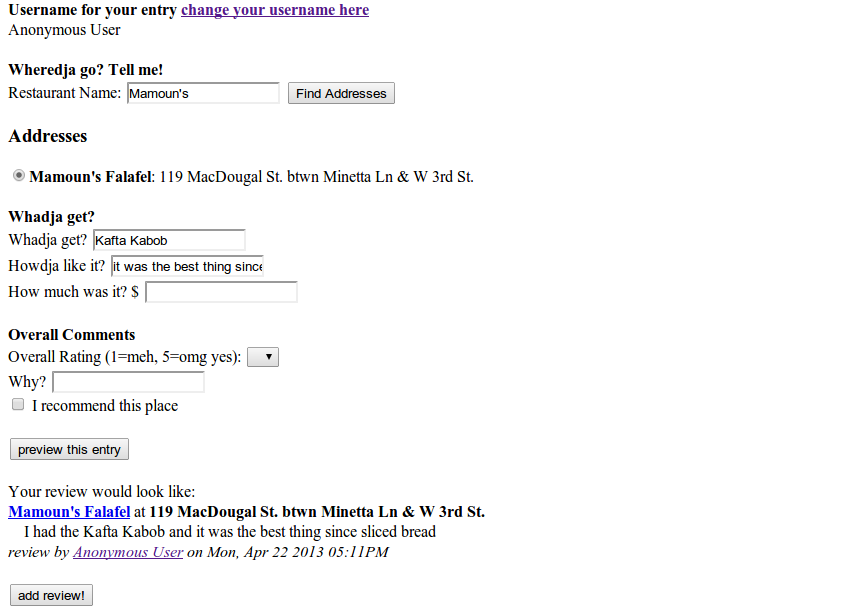 Username for your entry change your username here
Anonymous User
Wheredja go? Tell me!
Restaurant Name: Mamoun's Find Addresses
Addresses
Mamoun's Falafel: 119 MacDougal St. btwn Minetta Ln & W 3rd St.
Whadja get?
Whadja get? Kafta Kabob
Howdja like it? it was the best thing since
How much was it? $
Overall Comments
Overall Rating (1=meh, 5=omg yes):
Why?
I recommend this place
preview this entry
Your review would look like:
Mamoun's Falafel at 119 MacDougal St. btwn Minetta Ln & W 3rd St.
I had the Kafta Kabob and it was the best thing since sliced bread
review by Anonymous User on Mon, Apr 22 2013 05:11PM
add review!